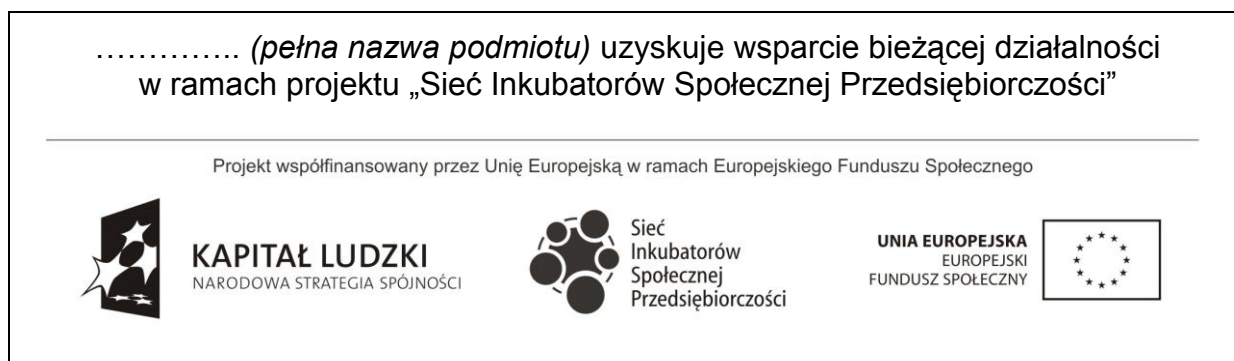 ………….. (pełna nazwa podmiotu) uzyskuje wsparcie bieżącej działalności
w ramach projektu „Sieć Inkubatorów Społecznej Przedsiębiorczości”
Projekt współfinansowany przez Unię Europejską w ramach Europejskiego Funduszu Społecznego
KAPITAŁ LUDZKI
NARODOWA STRATEGIA SPÓJNOŚCI
Sieć
Inkubatorów
Społecznej
Przedsiębiorczości
UNIA EUROPEJSKA
EUROPEJSKI
FUNDUSZ SPOŁECZNY